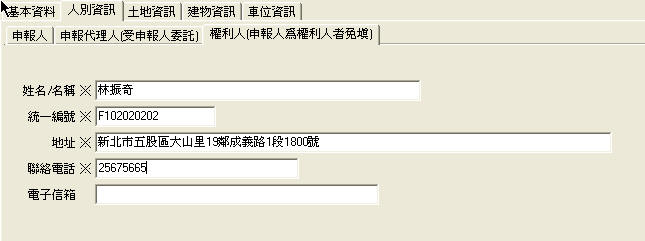 基本資料 人別資訊 土地資訊 建物資訊 車位資訊
申報人 申報代理人(受申報人委託) 權利人(申報人為權利人者免填)
姓名/名稱 ※ 林振奇
統一編號 ※ F102020202
地址 ※ 新北市五股區大山里19鄰成義路1段1800號
聯絡電話 ※ 25675665
電子信箱